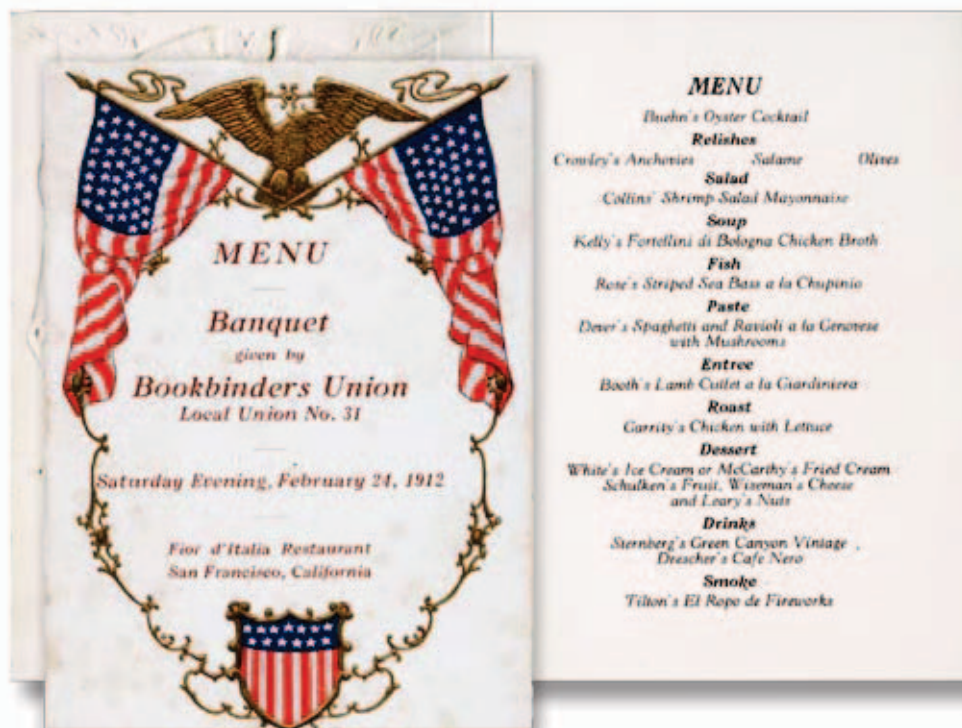 MENU
Banquet
given by
Bookbinders Union
Local Union No. 31
Saturday Evening, February 24, 1912
Fior d'Italia Restaurant
San Francisco, California
MENU
Buehn's Oyster Cocktail
Relishes
Crowley's Anchovies Salame Olives
Salad
Collins' Shrimp Salad Mayonnaise
Soup
Kelly's Fortellini di Bologna Chicken Broth
Fish
Rose's Striped Sea Bass a la Chupinio
Paste
Dever's Spaghetti and Ravioli a la Genovese
with Mushrooms
Entree
Booth's Lamb Cutlet a la Giardiniera
Roast
Garrity's Chicken with Lettuce
Dessert
White's Ice Cream or McCarthy's Fried Cream
Schulken's Fruit, Wiseman's Cheese
and Leary's Nuts
Drinks
Sternberg's Green Canyon Vintage
Drescher's Cafe Nero
Smoke
Tilton's El Ropo de Fireworks